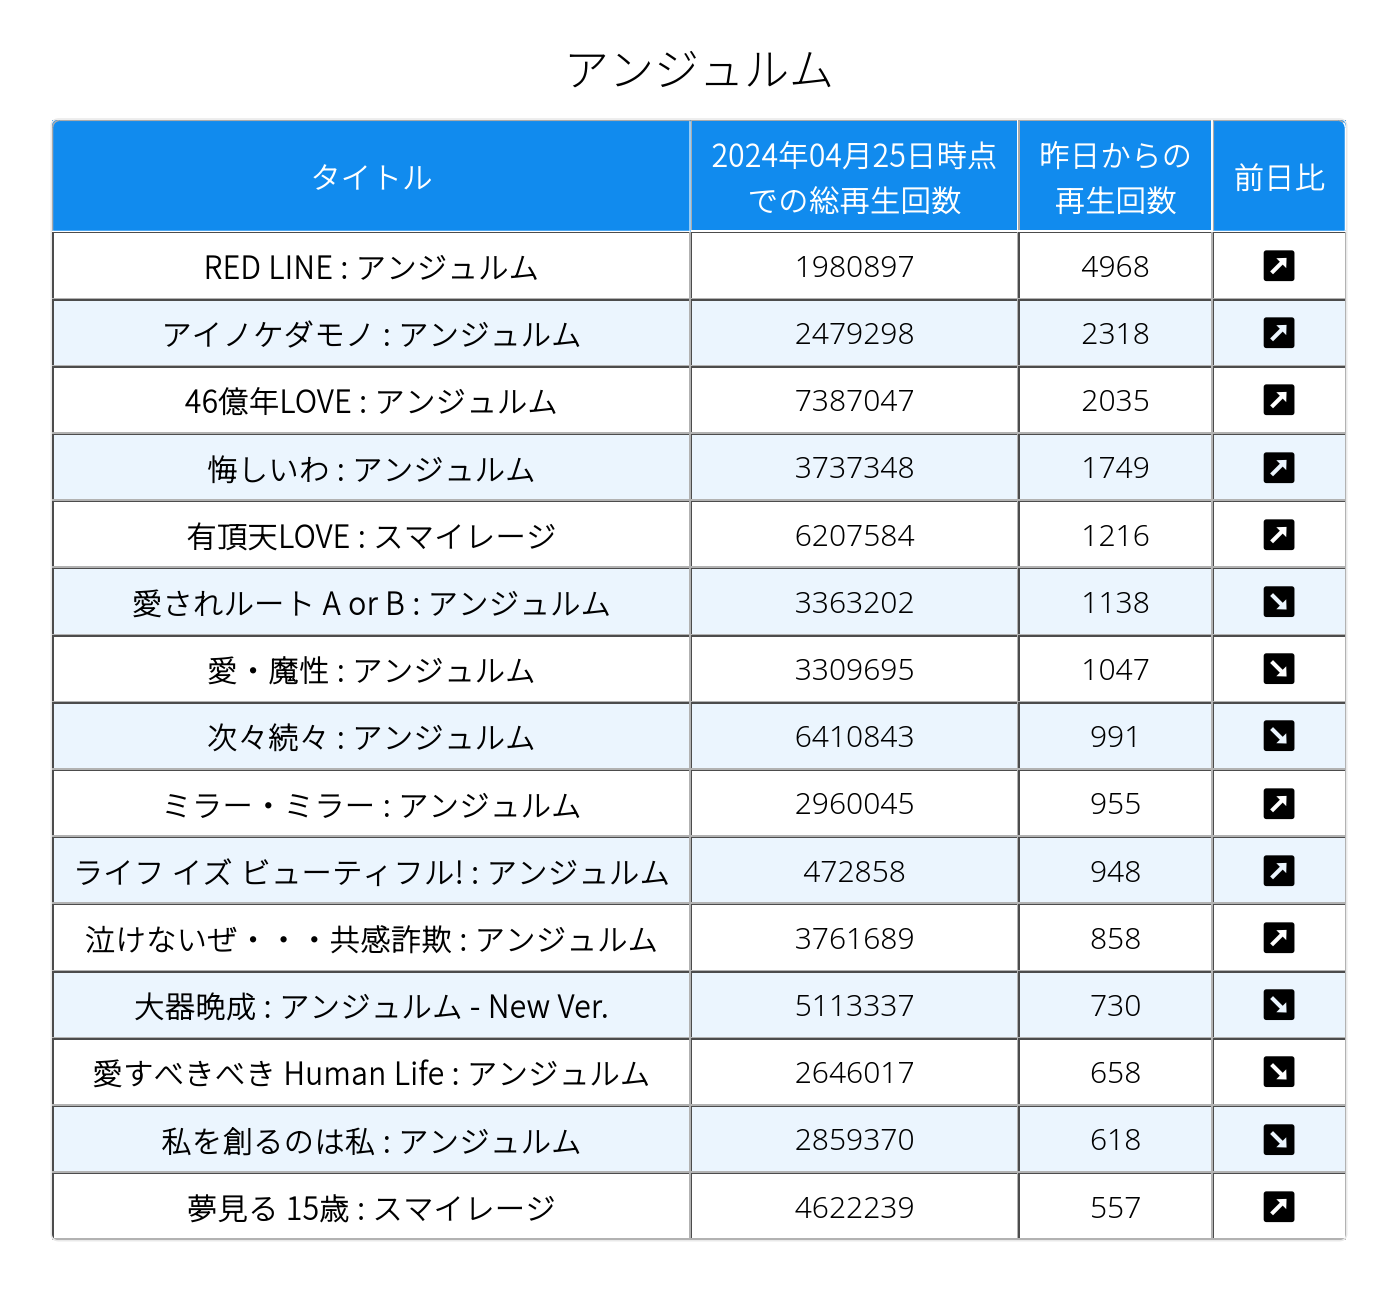 アンジュルム
タイトル 2024年04月25日時点での総再生回数 昨日からの再生回数 前日比
RED LINE : アンジュルム 1980897 4968
アイノケダモノ : アンジュルム 2479298 2318
46億年LOVE : アンジュルム 7387047 2035
悔しいわ : アンジュルム 3737348 1749
有頂天LOVE : スマイレージ 6207584 1216
愛されルート A or B : アンジュルム 3363202 1138
愛・魔性 : アンジュルム 3309695 1047
次々続々 : アンジュルム 6410843 991
ミラー・ミラー : アンジュルム 2960045 955
ライフ イズ ビューティフル! : アンジュルム 472858 948
泣けないぜ・・・共感詐欺 : アンジュルム 3761689 858
大器晩成 : アンジュルム - New Ver. 5113337 730
愛すべきべき Human Life : アンジュルム 2646017 658
私を創るのは私 : アンジュルム 2859370 618
夢見る 15歳 : スマイレージ 4622239 557